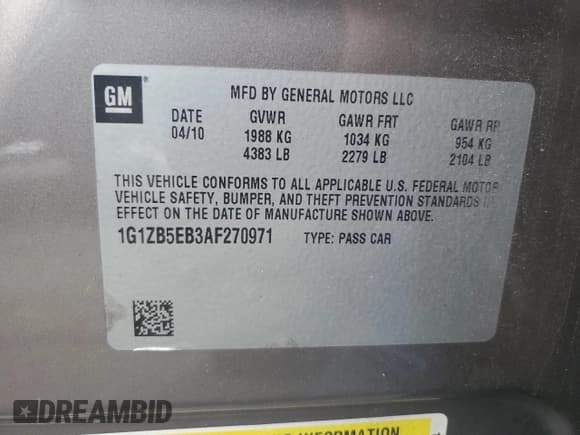 GM
MFD BY GENERAL MOTORS LLC
DATE GVWR GAWR FRT GAWR RR
04/10 1988 KG 1034 KG 954 KG
4383 LB 2279 LB 2104 LB
THIS VEHICLE CONFORMS TO ALL APPLICABLE U.S. FEDERAL MOTOR
VEHICLE SAFETY, BUMPER, AND THEFT PREVENTION STANDARDS IN
EFFECT ON THE DATE OF MANUFACTURE SHOWN ABOVE.
1G1ZB5EB3AF270971 TYPE: PASS CAR
DREAMBID
INFORMATION